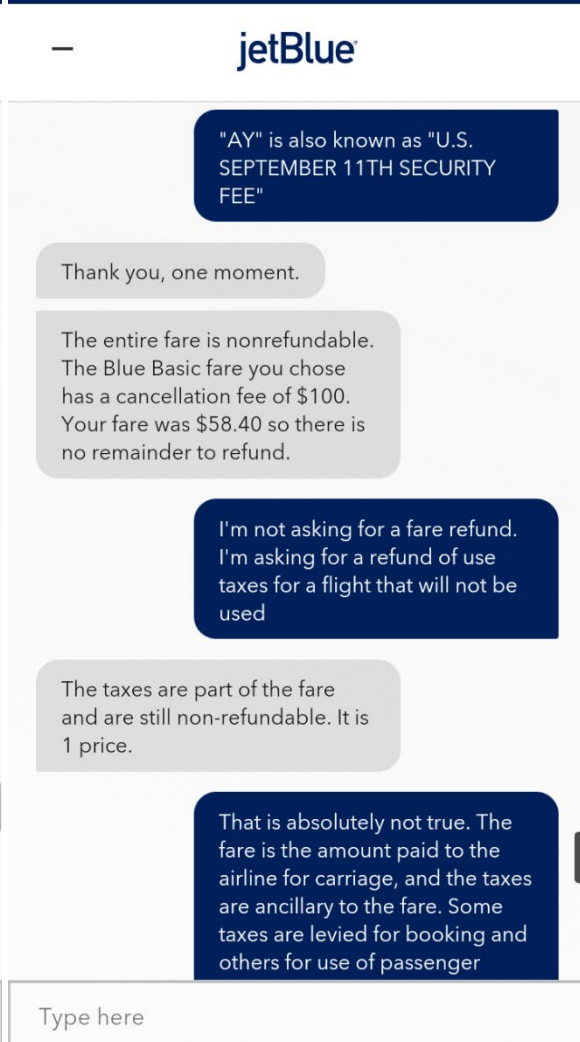 jetBlue
"AY" is also known as "U.S.
SEPTEMBER 11TH SECURITY
FEE"
Thank you, one moment.
The entire fare is nonrefundable.
The Blue Basic fare you chose
has a cancellation fee of $100.
Your fare was $58.40 so there is
no remainder to refund.
I'm not asking for a fare refund.
I'm asking for a refund of use
taxes for a flight that will not be
used
The taxes are part of the fare
and are still non-refundable. It is
1 price.
That is absolutely not true. The
fare is the amount paid to the
airline for carriage, and the taxes
are ancillary to the fare. Some
taxes are levied for booking and
others for use of passenger
Type here